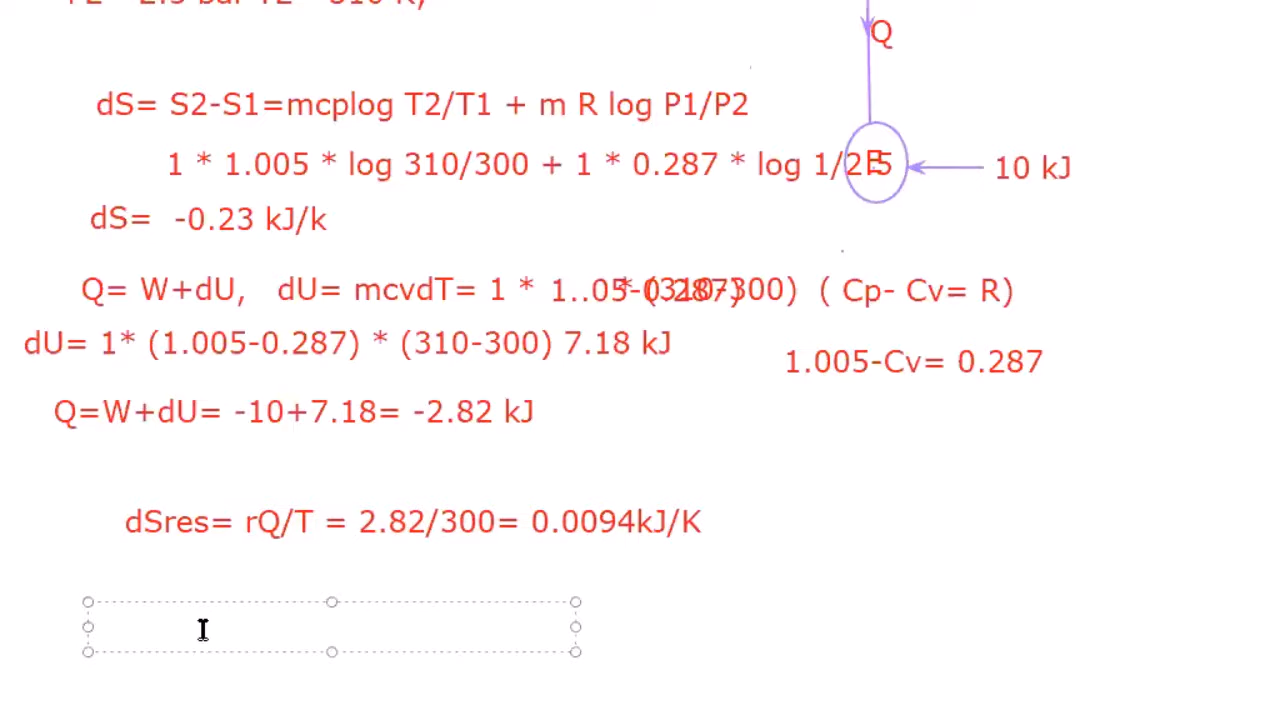 Q
dS= S2-S1=mcplog T2/T1 + m R log P1/P2
1 * 1.005 * log 310/300 + 1 * 0.287 * log 1/2.5
E
10 kJ
dS= -0.23 kJ/k
Q= W+dU, dU= mcvdT= 1 * 1..05-0.287) * (310-300) ( Cp- Cv= R)
dU= 1* (1.005-0.287) * (310-300) 7.18 kJ
1.005-Cv= 0.287
Q=W+dU= -10+7.18= -2.82 kJ
dSres= rQ/T = 2.82/300= 0.0094kJ/K